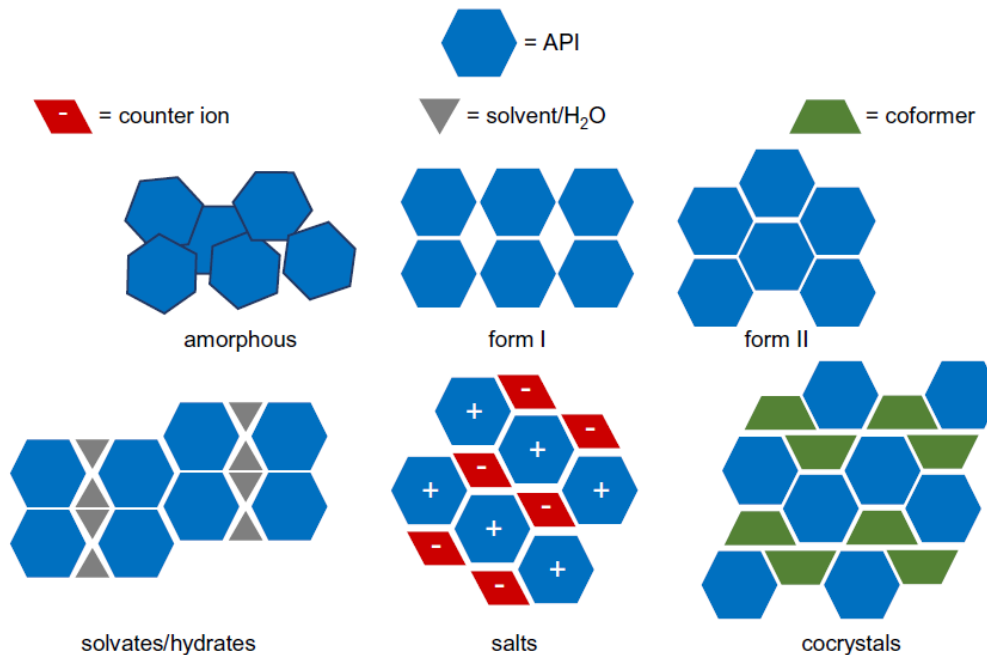 = API
- = counter ion
= solvent/H₂O
= coformer
amorphous
form I
form II
-
+
-
+
-
+
-
+
+
-
-
+
solvates/hydrates
salts
cocrystals